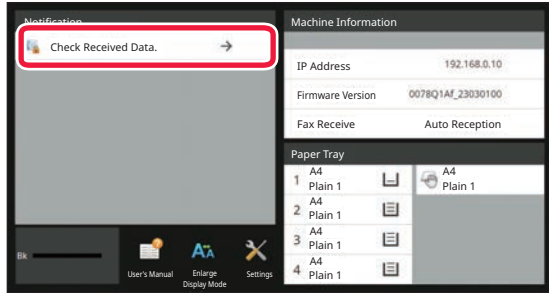 Notification
Check Received Data.
Machine Information
IP Address 192.168.0.10
Firmware Version 0078Q1Af_23030100
Fax Receive Auto Reception
Paper Tray
1 A4
Plain 1
A4
Plain 1
2 A4
Plain 1
3 A4
Plain 1
4 A4
Plain 1
Bk
User's Manual
Enlarge
Display Mode
Settings